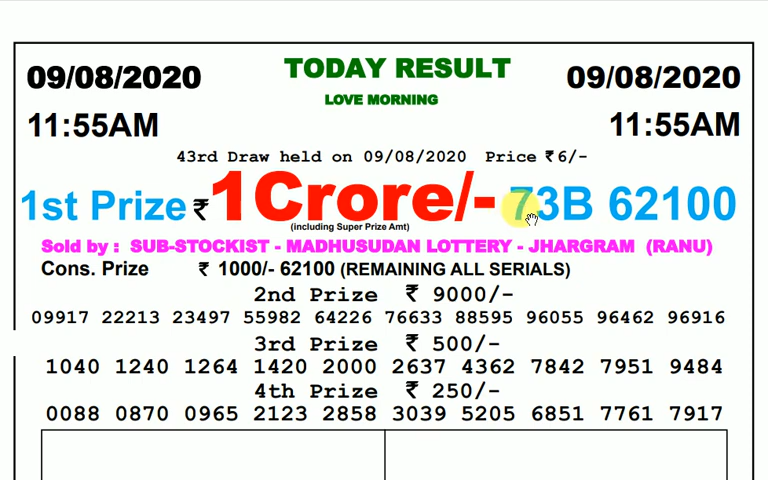 09/08/2020 TODAY RESULT 09/08/2020
LOVE MORNING
11:55AM 11:55AM
43rd Draw held on 09/08/2020 Price ₹6/-
1st Prize ₹ 1Crore/- 73B 62100
(including Super Prize Amt)
Sold by : SUB-STOCKIST - MADHUSUDAN LOTTERY - JHARGRAM (RANU)
Cons. Prize ₹ 1000/- 62100 (REMAINING ALL SERIALS)
2nd Prize ₹ 9000/-
09917 22213 23497 55982 64226 76633 88595 96055 96462 96916
3rd Prize ₹ 500/-
1040 1240 1264 1420 2000 2637 4362 7842 7951 9484
4th Prize ₹ 250/-
0088 0870 0965 2123 2858 3039 5205 6851 7761 7917